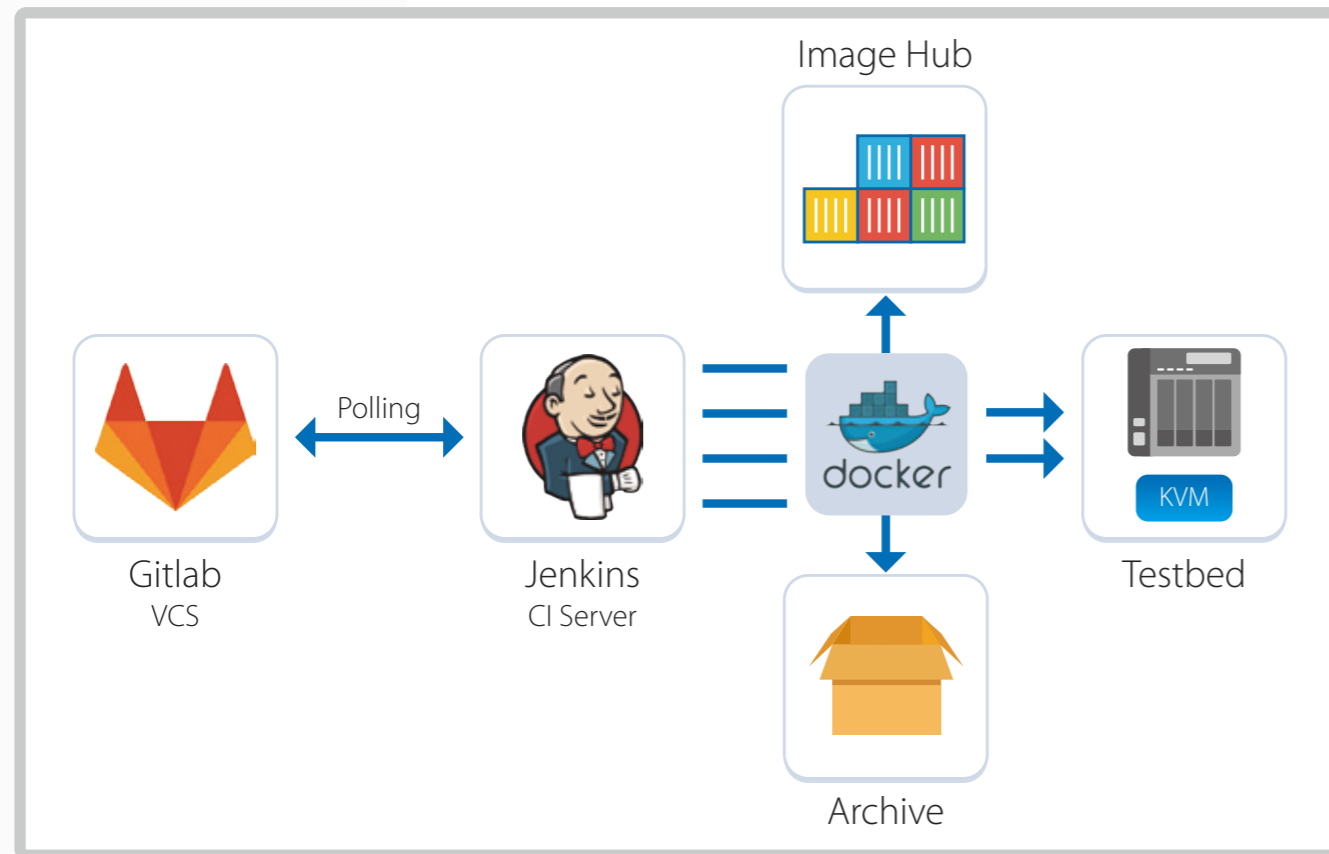 Image Hub
Polling
docker
KVM
Gitlab
VCS
Jenkins
CI Server
Testbed
Archive